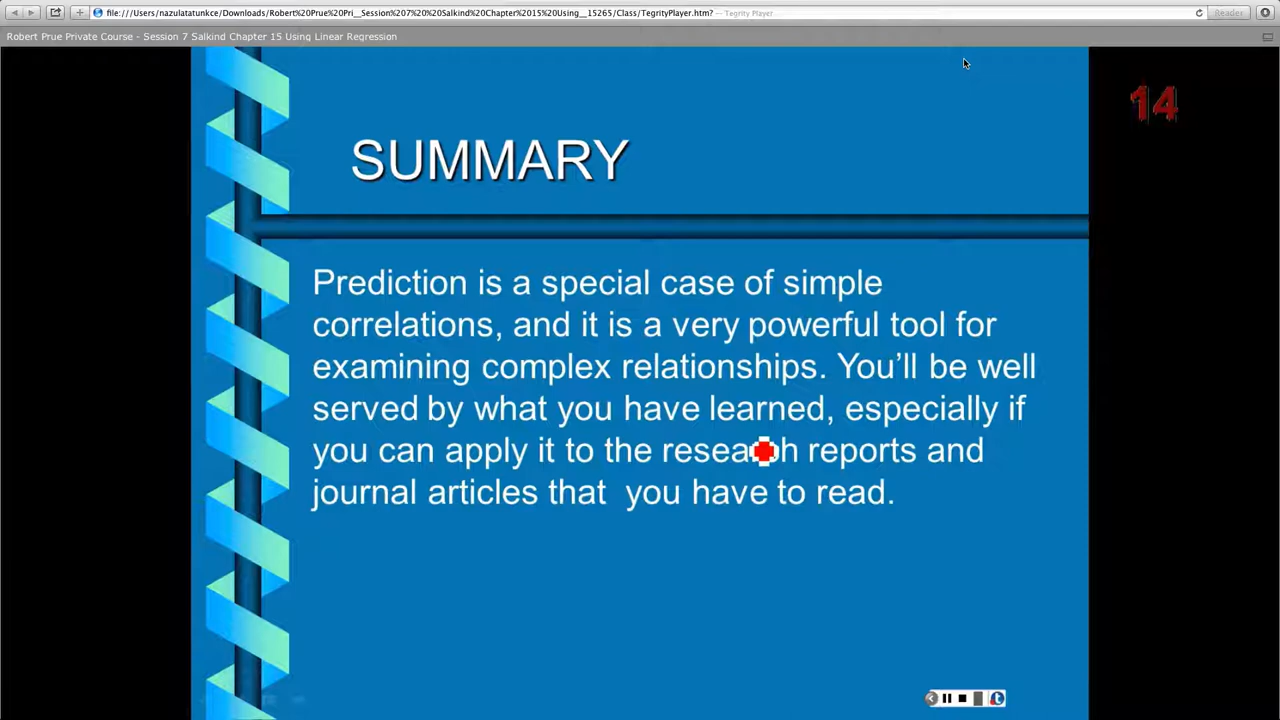 file:///Users/nazulatatunkce/Downloads/Robert%20Prue%20Pri__Session%207%20%20Salkind%20Chapter%2015%20Using__15265/Class/TegrityPlayer.htm? — Tegrity Player
Reader
Robert Prue Private Course - Session 7 Salkind Chapter 15 Using Linear Regression
14
SUMMARY
Prediction is a special case of simple
correlations, and it is a very powerful tool for
examining complex relationships. You’ll be well
served by what you have learned, especially if
you can apply it to the research reports and
journal articles that  you have to read.
t